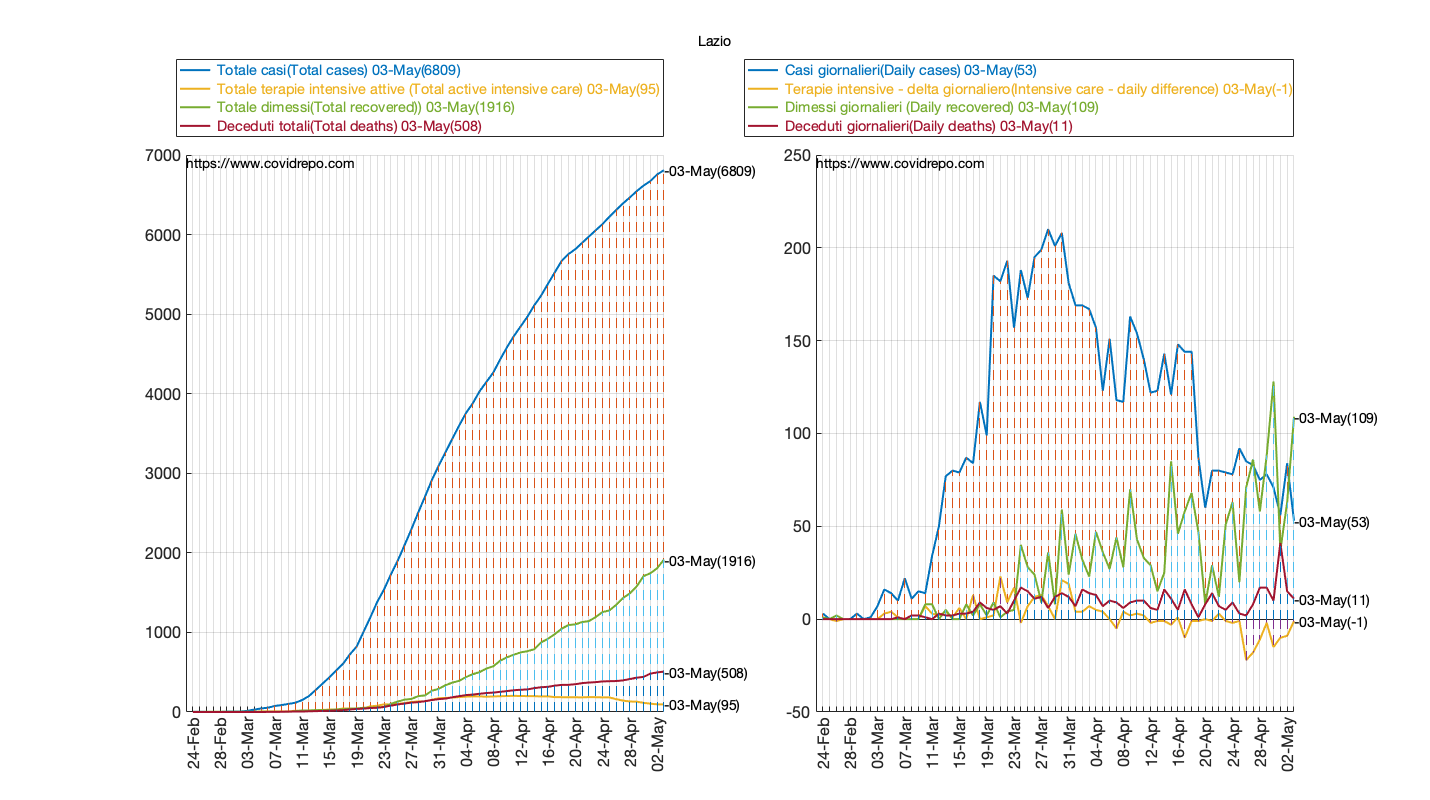 Lazio
Totale casi(Total cases) 03-May(6809)
Totale terapie intensive attive (Total active intensive care) 03-May(95)
Totale dimessi(Total recovered)) 03-May(1916)
Deceduti totali(Total deaths) 03-May(508)
7000
https://www.covidrepo.com
6000
5000
4000
3000
2000
1000
0
03-May(6809)
03-May(1916)
03-May(508)
03-May(95)
24-Feb
28-Feb
03-Mar
07-Mar
11-Mar
15-Mar
19-Mar
23-Mar
27-Mar
31-Mar
04-Apr
08-Apr
12-Apr
16-Apr
20-Apr
24-Apr
28-Apr
02-May
Casi giornalieri(Daily cases) 03-May(53)
Terapie intensive - delta giornaliero(Intensive care - daily difference) 03-May(-1)
Dimessi giornalieri (Daily recovered) 03-May(109)
Deceduti giornalieri(Daily deaths) 03-May(11)
250
https://www.covidrepo.com
200
150
100
50
0
-50
03-May(109)
03-May(53)
03-May(11)
03-May(-1)
24-Feb
28-Feb
03-Mar
07-Mar
11-Mar
15-Mar
19-Mar
23-Mar
27-Mar
31-Mar
04-Apr
08-Apr
12-Apr
16-Apr
20-Apr
24-Apr
28-Apr
02-May